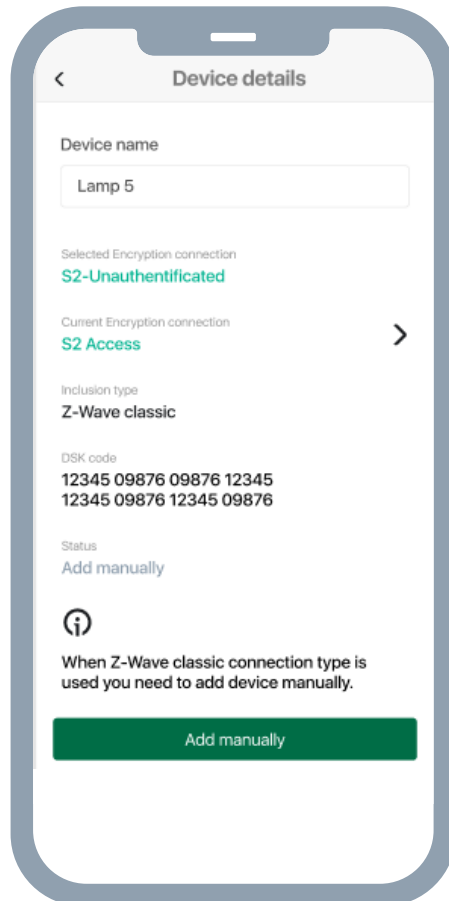 Device details
Device name
Lamp 5
Selected Encryption connection
S2-Unauthentificated
Current Encryption connection
S2 Access
Inclusion type
Z-Wave classic
DSK code
12345 09876 09876 12345
12345 09876 12345 09876
Status
Add manually
When Z-Wave classic connection type is
used you need to add device manually.
Add manually